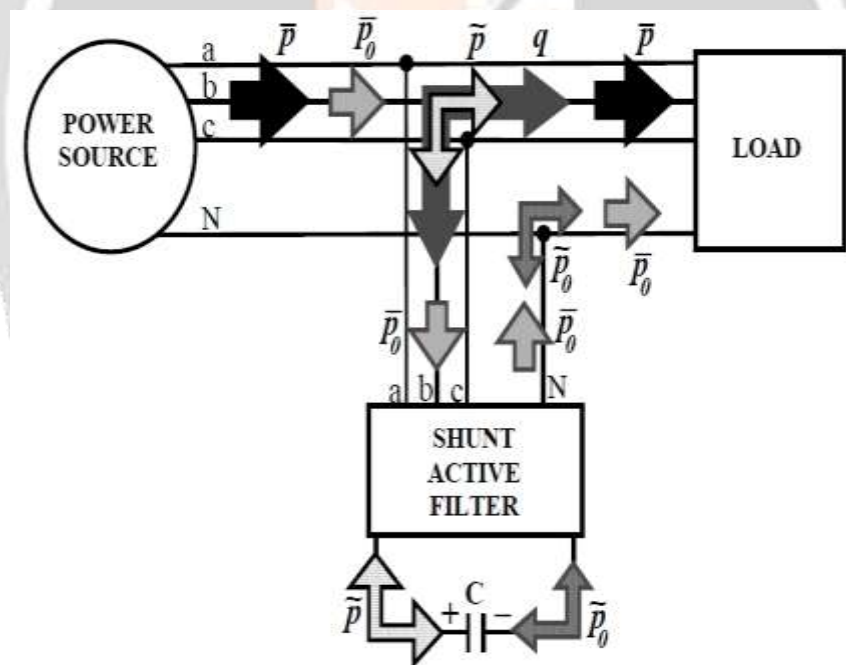 a p̅ p̅₀ p̃ q p̅
b
POWER SOURCE
c
LOAD
N
p̃₀ p̅₀
p̅₀ p̅₀
a b c N
SHUNT
ACTIVE
FILTER
p̃ + C − p̃₀